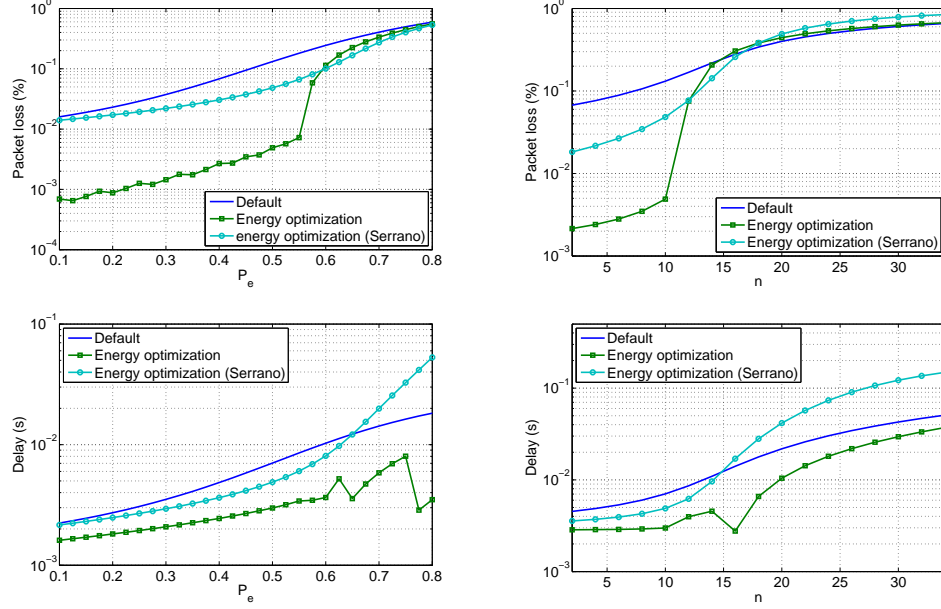 10^0
10^-1
10^-2
10^-3
10^-4
Packet loss (%)
0.1 0.2 0.3 0.4 0.5 0.6 0.7 0.8
P_e
Default
Energy optimization
energy optimization (Serrano)
10^0
10^-1
10^-2
10^-3
Packet loss (%)
5 10 15 20 25 30
n
Default
Energy optimization
Energy optimization (Serrano)
10^-1
10^-2
10^-3
Delay (s)
0.1 0.2 0.3 0.4 0.5 0.6 0.7 0.8
P_e
Default
Energy optimization
Energy optimization (Serrano)
10^-1
10^-2
10^-3
Delay (s)
5 10 15 20 25 30
n
Default
Energy optimization
Energy optimization (Serrano)